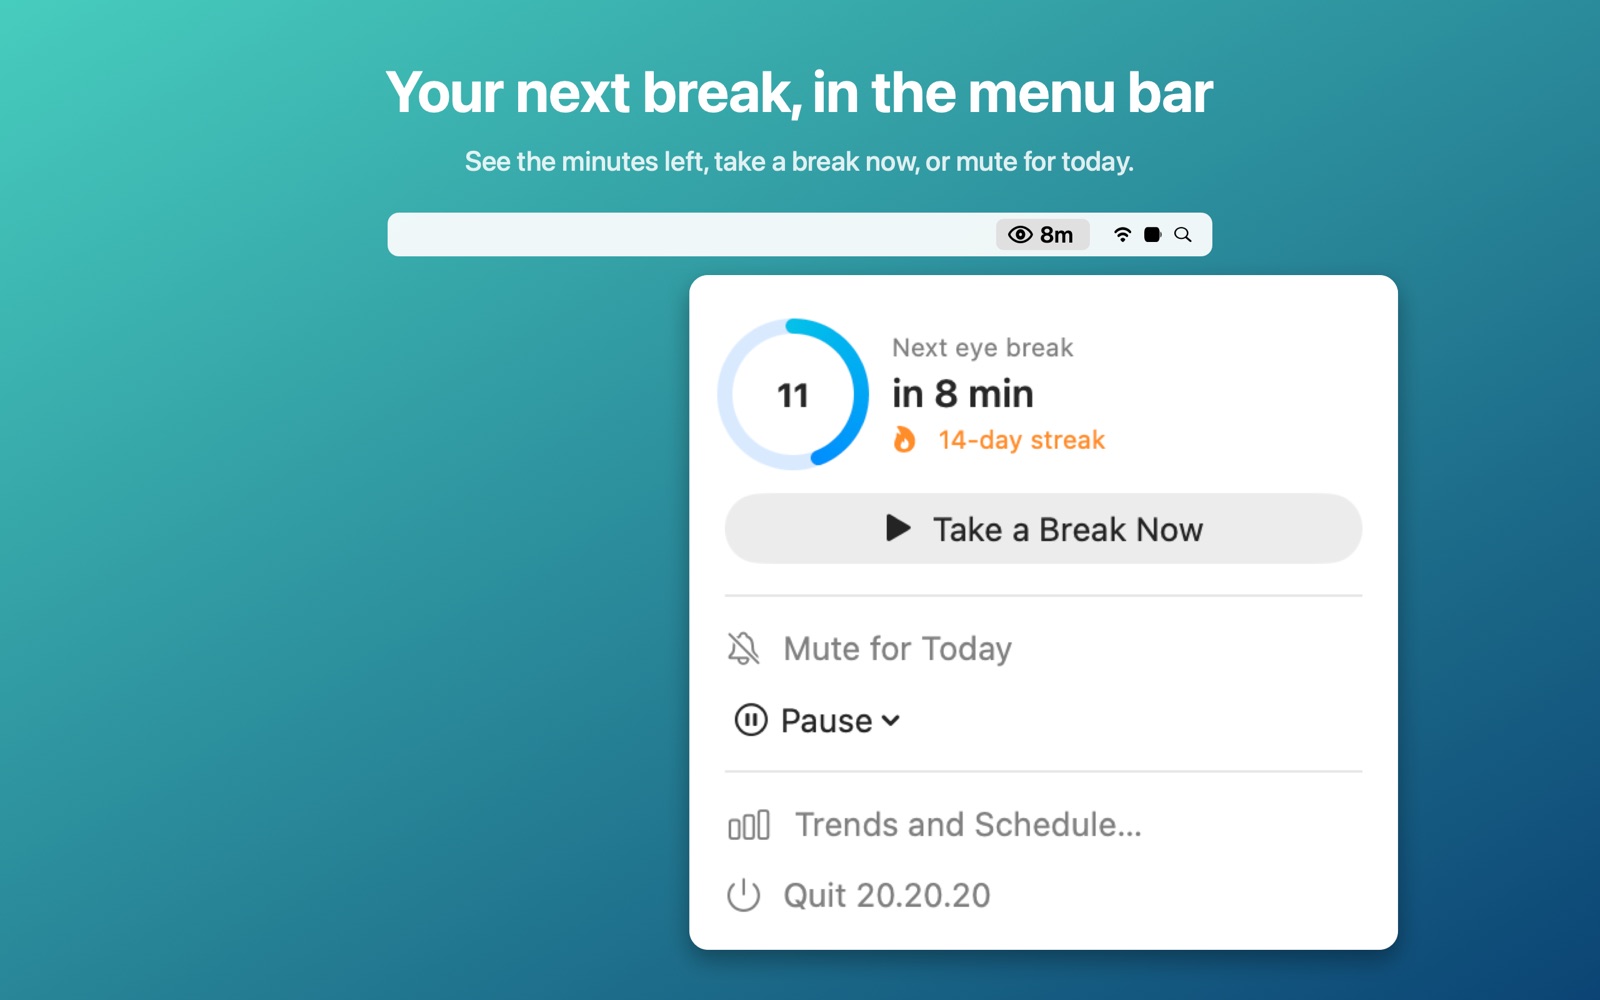 Your next break, in the menu bar
See the minutes left, take a break now, or mute for today.
8m
11
Next eye break
in 8 min
14-day streak
Take a Break Now
Mute for Today
Pause
Trends and Schedule...
Quit 20.20.20